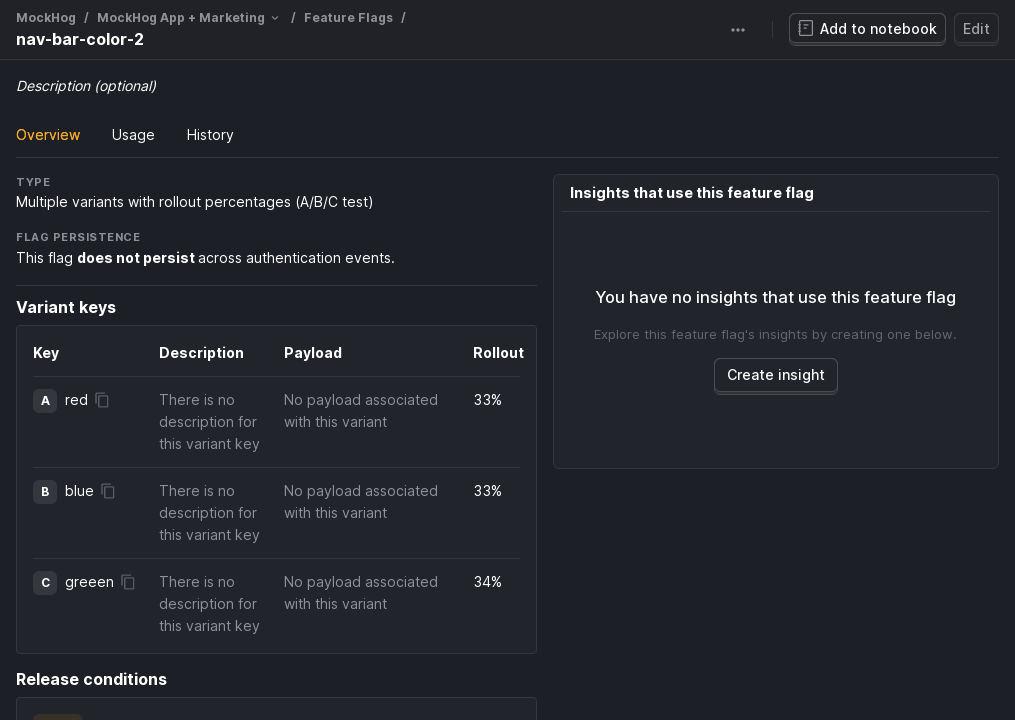 MockHog / MockHog App + Marketing / Feature Flags /
nav-bar-color-2
Add to notebook
Edit
Description (optional)
Overview Usage History
TYPE
Multiple variants with rollout percentages (A/B/C test)
FLAG PERSISTENCE
This flag does not persist across authentication events.
Variant keys
Key Description Payload Rollout
A red There is no No payload associated 33%
description for with this variant
this variant key
B blue There is no No payload associated 33%
description for with this variant
this variant key
C greeen There is no No payload associated 34%
description for with this variant
this variant key
Release conditions
Insights that use this feature flag
You have no insights that use this feature flag
Explore this feature flag's insights by creating one below.
Create insight